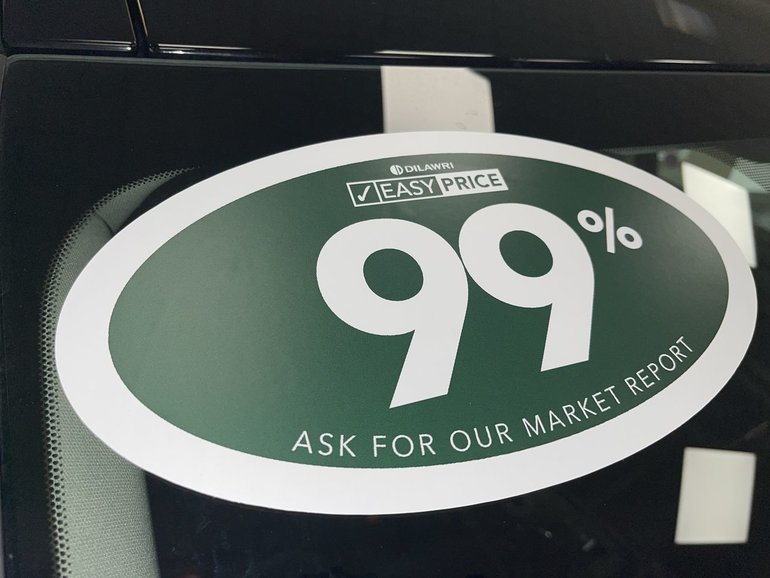 DILAWRI
✓ EASY PRICE
99%
ASK FOR OUR MARKET REPORT